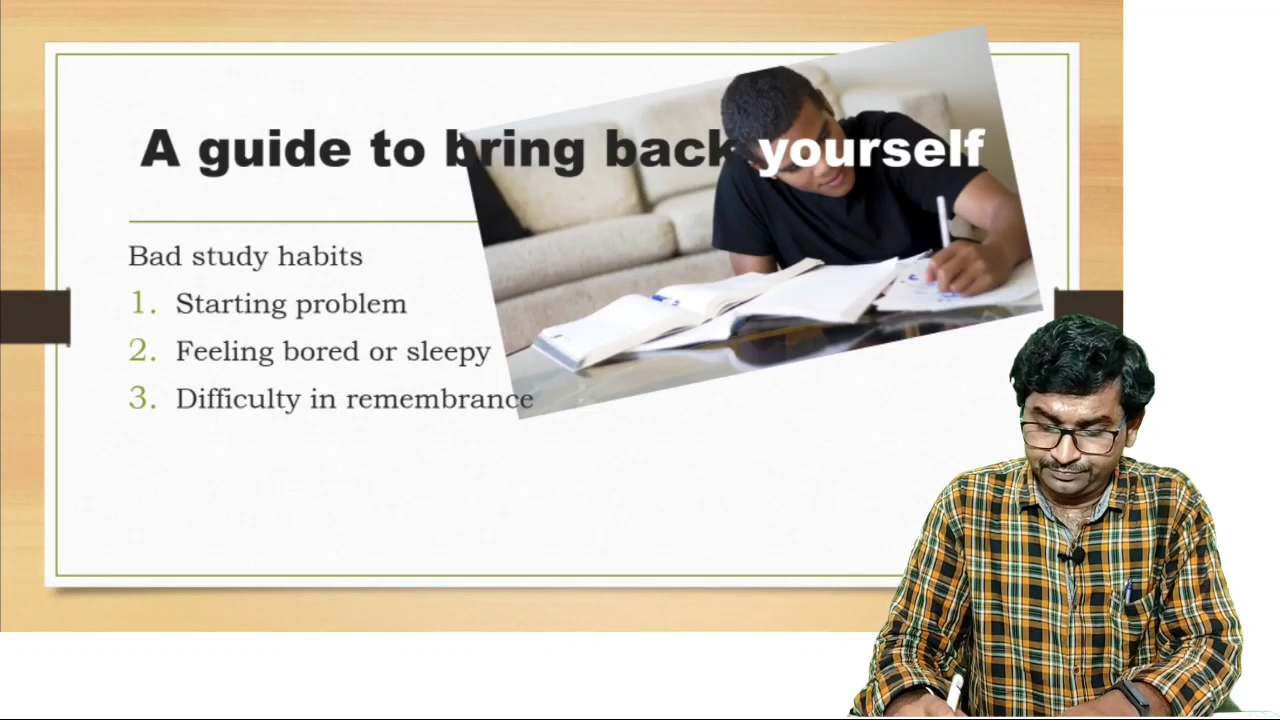 A guide to bring back yourself
Bad study habits
1. Starting problem
2. Feeling bored or sleepy
3. Difficulty in remembrance